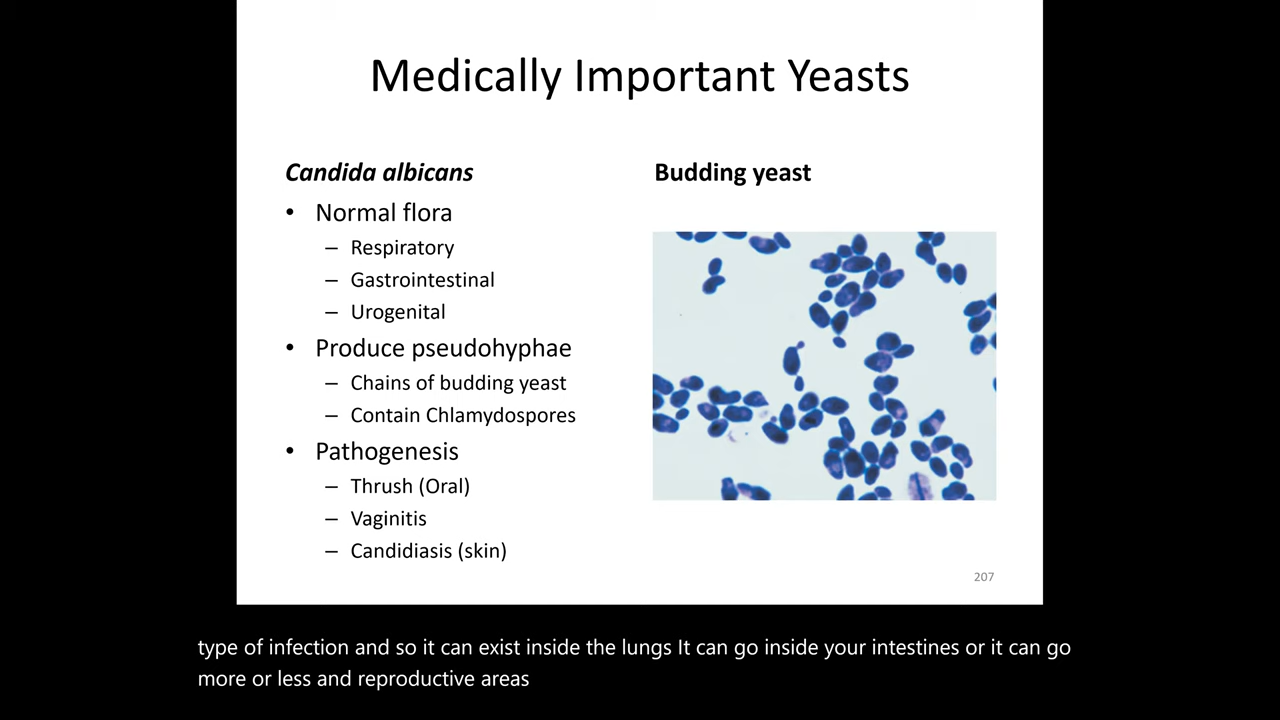 Medically Important Yeasts
Candida albicans
• Normal flora
– Respiratory
– Gastrointestinal
– Urogenital
• Produce pseudohyphae
– Chains of budding yeast
– Contain Chlamydospores
• Pathogenesis
– Thrush (Oral)
– Vaginitis
– Candidiasis (skin)
Budding yeast
207
type of infection and so it can exist inside the lungs It can go inside your intestines or it can go
more or less and reproductive areas